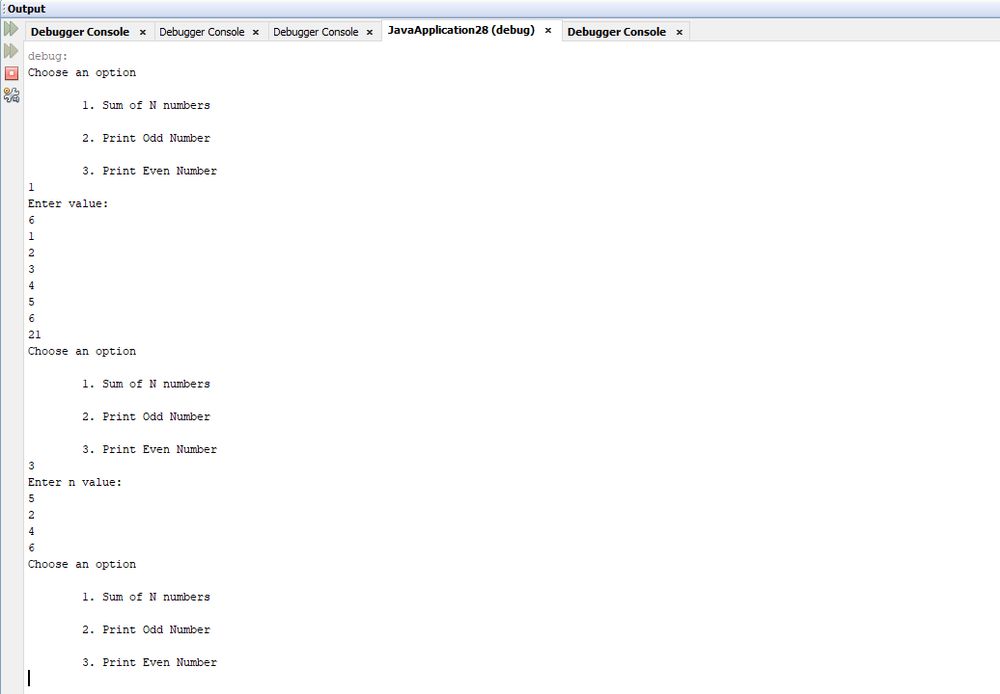 Output
Debugger Console × Debugger Console × Debugger Console × JavaApplication28 (debug) × Debugger Console ×
debug:
Choose an option
1. Sum of N numbers
2. Print Odd Number
3. Print Even Number
1
Enter value:
6
1
2
3
4
5
6
21
Choose an option
1. Sum of N numbers
2. Print Odd Number
3. Print Even Number
3
Enter n value:
5
2
4
6
Choose an option
1. Sum of N numbers
2. Print Odd Number
3. Print Even Number